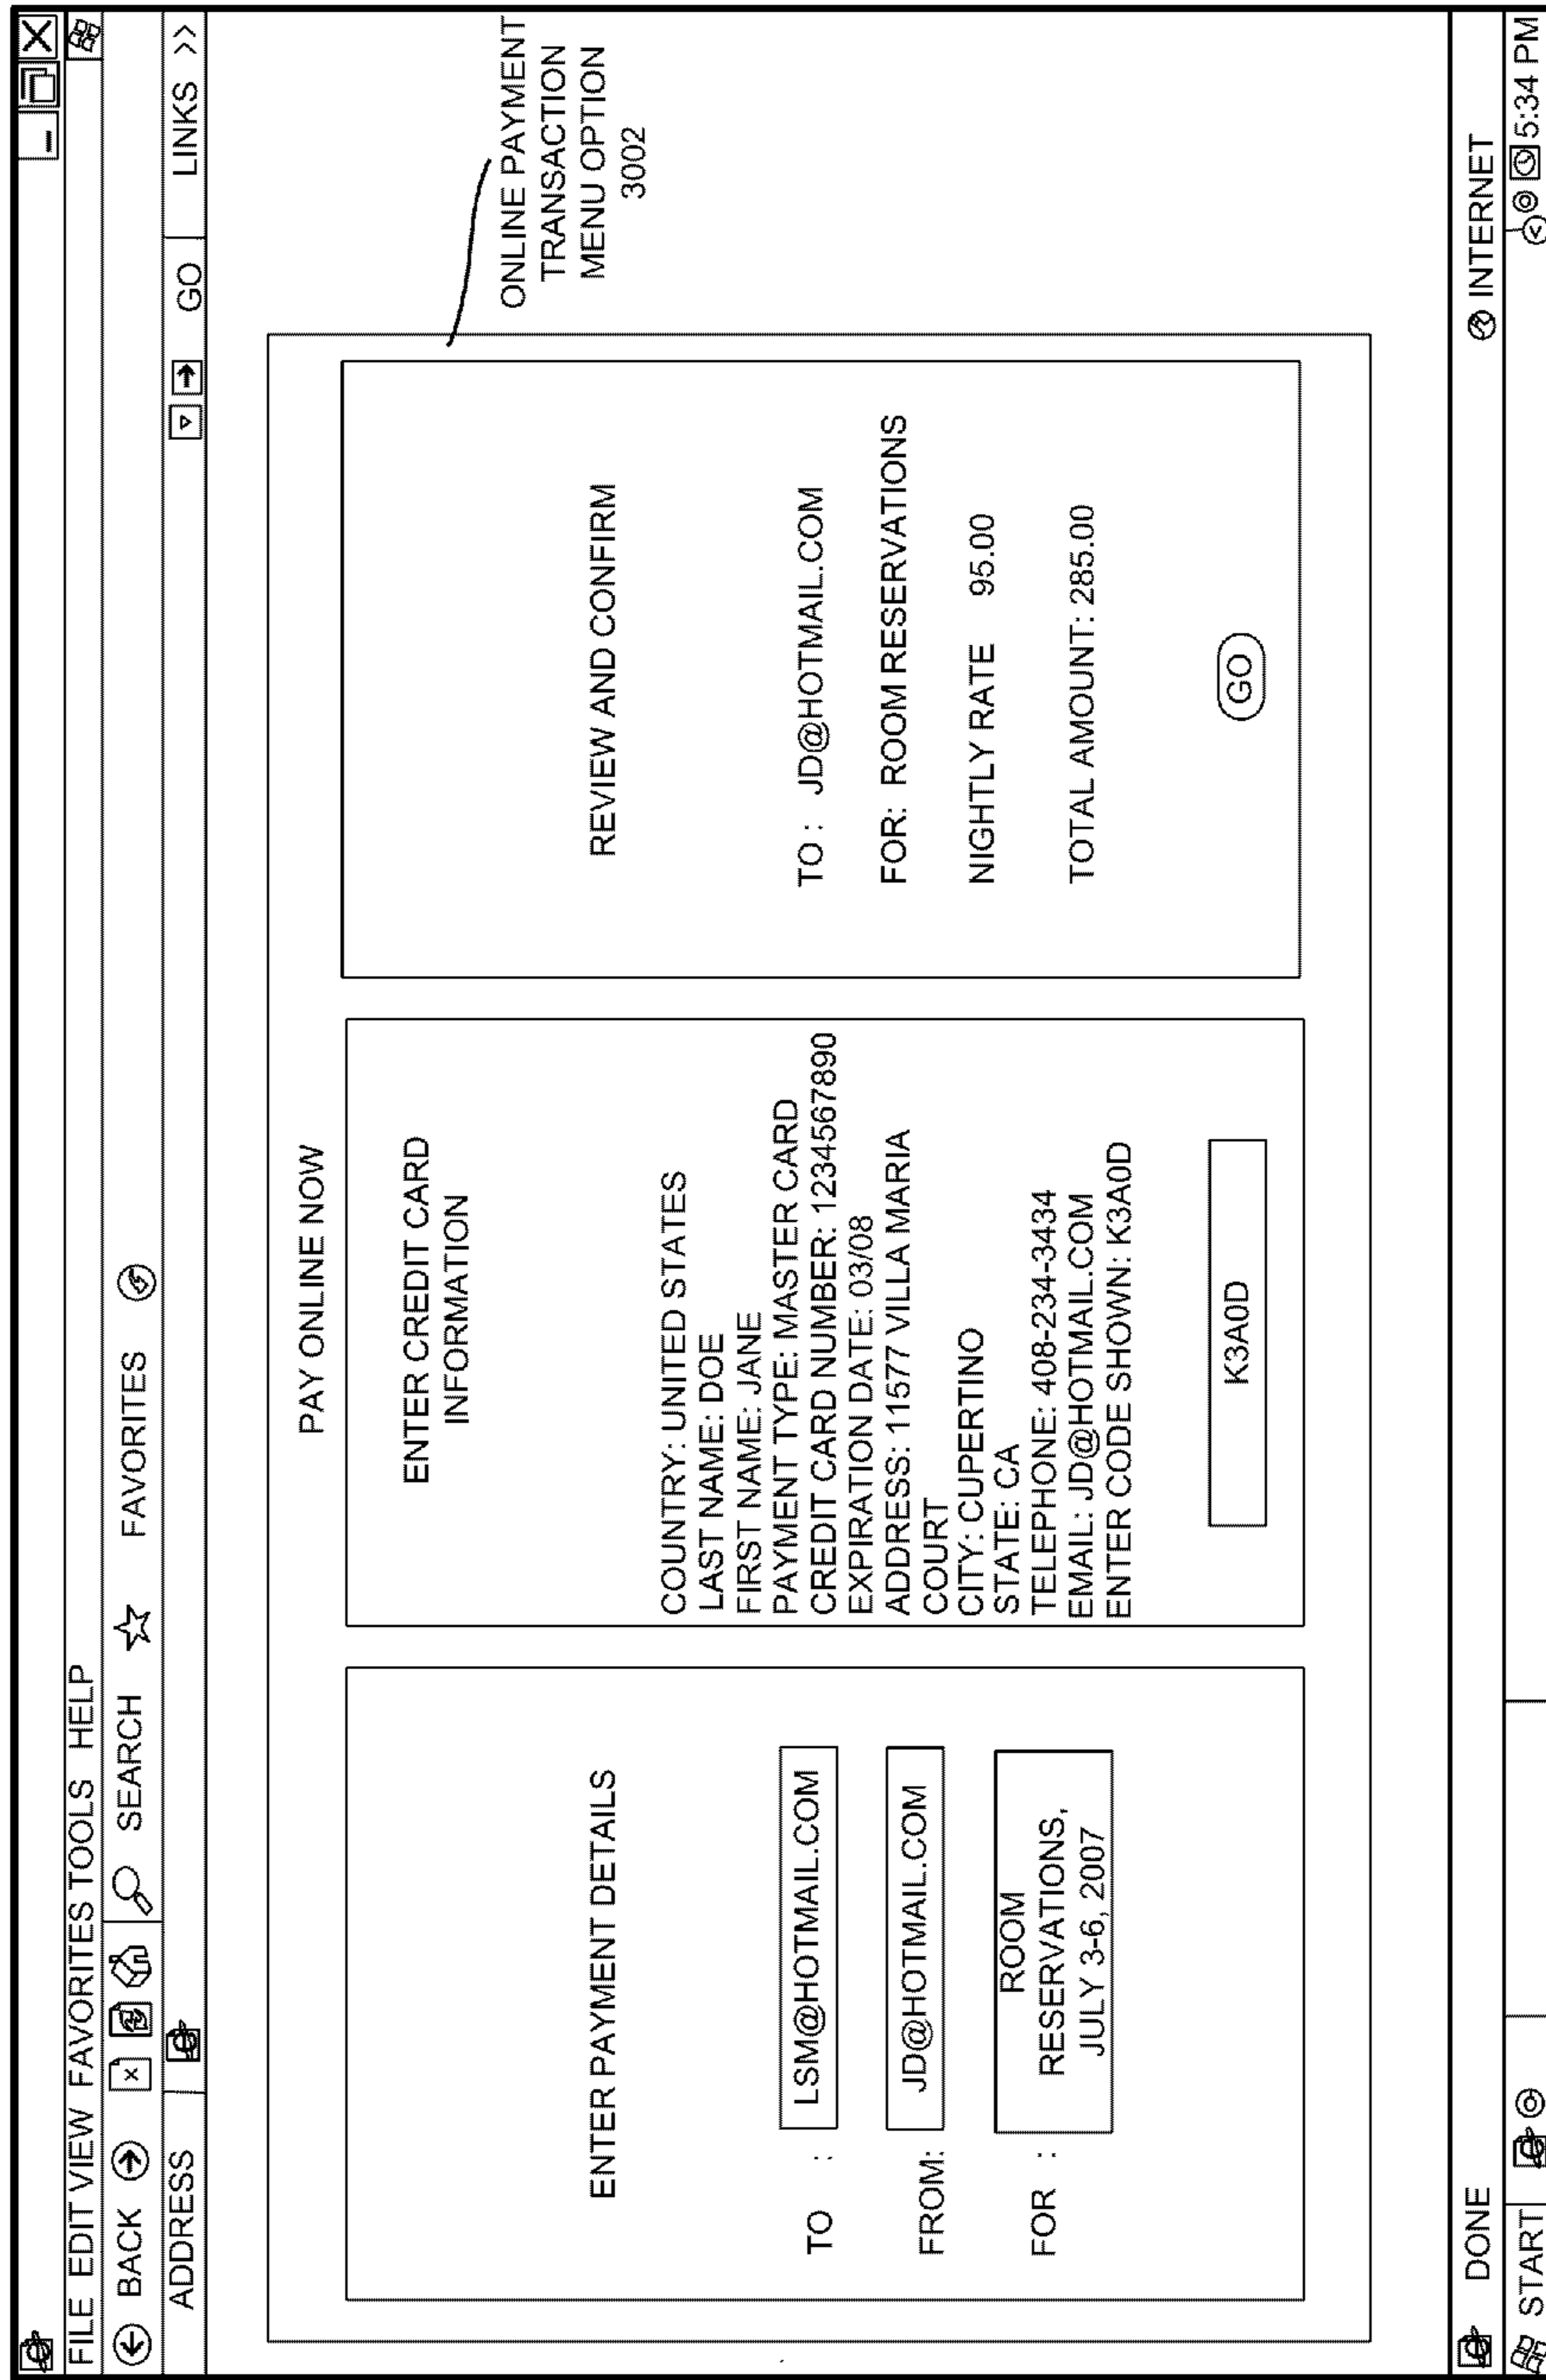 FILE EDIT VIEW FAVORITES TOOLS HELP
BACK SEARCH FAVORITES
ADDRESS GO LINKS >>
PAY ONLINE NOW
ENTER PAYMENT DETAILS
TO : LSM@HOTMAIL.COM
FROM: JD@HOTMAIL.COM
FOR : ROOM
RESERVATIONS,
JULY 3-6, 2007
ENTER CREDIT CARD
INFORMATION
COUNTRY: UNITED STATES
LAST NAME: DOE
FIRST NAME: JANE
PAYMENT TYPE: MASTER CARD
CREDIT CARD NUMBER: 1234567890
EXPIRATION DATE: 03/08
ADDRESS: 11577 VILLA MARIA
COURT
CITY: CUPERTINO
STATE: CA
TELEPHONE: 408-234-3434
EMAIL: JD@HOTMAIL.COM
ENTER CODE SHOWN: K3A0D
K3A0D
REVIEW AND CONFIRM
TO : JD@HOTMAIL.COM
FOR: ROOM RESERVATIONS
NIGHTLY RATE 95.00
TOTAL AMOUNT: 285.00
GO
ONLINE PAYMENT
TRANSACTION
MENU OPTION
3002
DONE INTERNET
START 5:34 PM